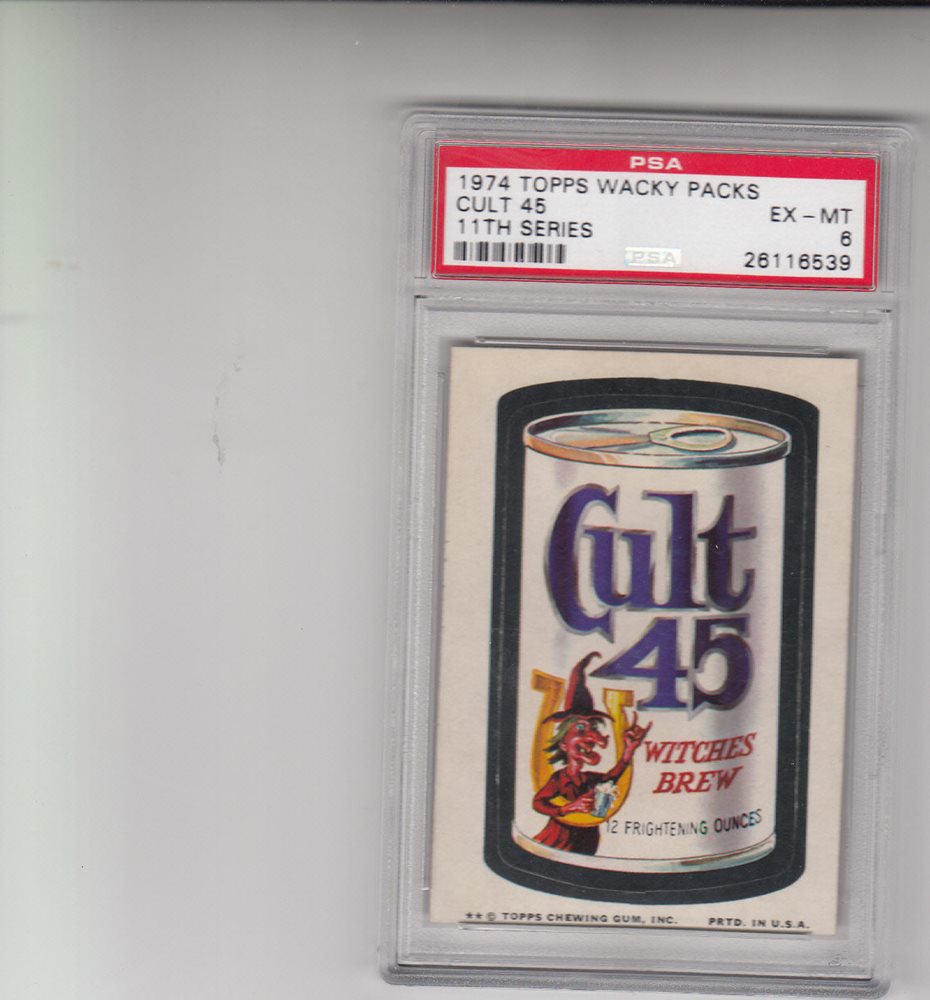 PSA
1974 TOPPS WACKY PACKS
CULT 45
EX - MT
11TH SERIES
6
PSA
26116539
Cult
45
WITCHES
BREW
12 FRIGHTENING OUNCES
** © TOPPS CHEWING GUM, INC. PRTD. IN U.S.A.